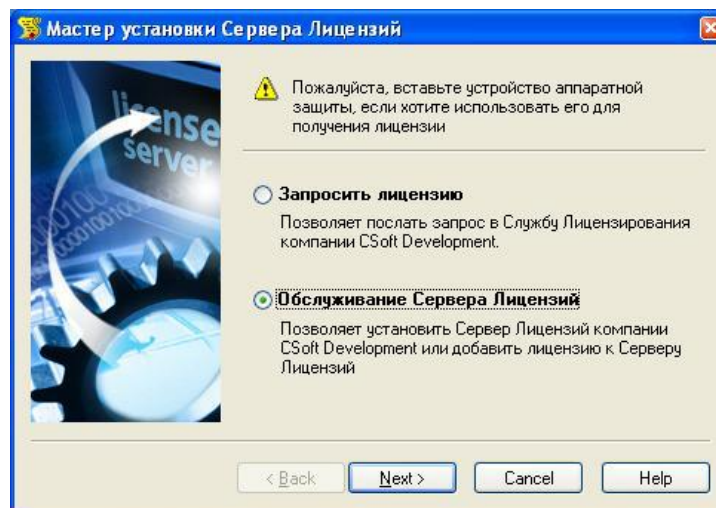 Мастер установки Сервера Лицензий
license
server
Пожалуйста, вставьте устройство аппаратной
защиты, если хотите использовать его для
получения лицензии
Запросить лицензию
Позволяет послать запрос в Службу Лицензирования
компании CSoft Development.
Обслуживание Сервера Лицензий
Позволяет установить Сервер Лицензий компании
CSoft Development или добавить лицензию к Серверу
Лицензий
< Back Next > Cancel Help